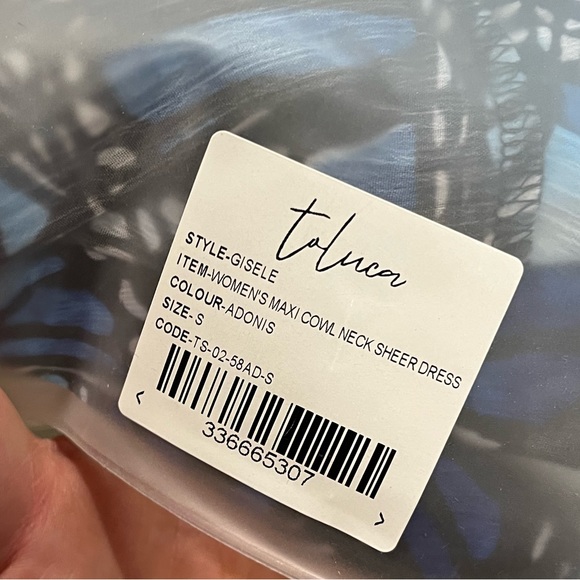 toluca
STYLE-GISELE
ITEM-WOMEN'S MAXI COWL NECK SHEER DRESS
COLOUR-ADONIS
SIZE- S
CODE-TS-02-58AD-S
336665307